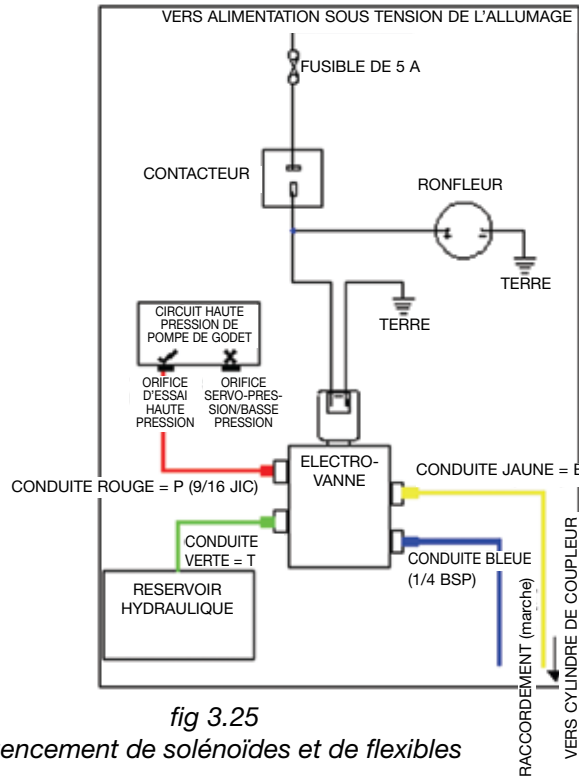 VERS ALIMENTATION SOUS TENSION DE L'ALLUMAGE
FUSIBLE DE 5 A
CONTACTEUR
RONFLEUR
TERRE
TERRE
CIRCUIT HAUTE
PRESSION DE
POMPE DE GODET
ORIFICE
D'ESSAI
HAUTE
PRESSION
ORIFICE
SERVO-PRES-
SION/BASSE
PRESSION
ELECTRO-
VANNE
CONDUITE JAUNE =
CONDUITE ROUGE = P (9/16 JIC)
CONDUITE
VERTE = T
CONDUITE BLEUE
(1/4 BSP)
RESERVOIR
HYDRAULIQUE
RACCORDEMENT (marche)
VERS CYLINDRE DE COUPLEUR
fig 3.25
encement de solénoïdes et de flexibles